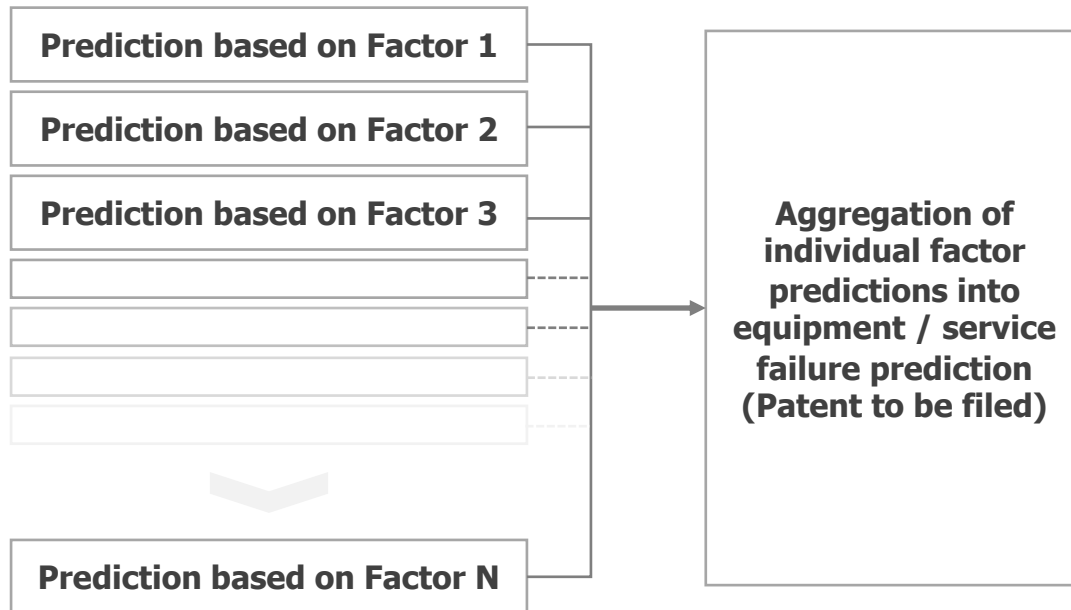 Prediction based on Factor 1
Prediction based on Factor 2
Prediction based on Factor 3
Prediction based on Factor N
Aggregation of
individual factor
predictions into
equipment / service
failure prediction
(Patent to be filed)